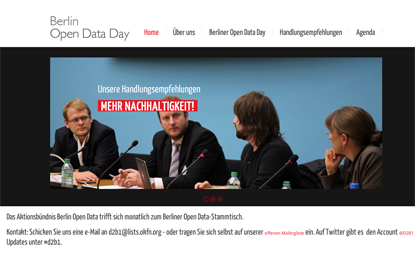 Berlin
Open Data Day
Home
Über uns
Berliner Open Data Day
Handlungsempfehlungen
Agenda
Unsere Handlungsempfehlungen
MEHR NACHHALTIGKEIT!
Das Aktionsbündnis Berlin Open Data trifft sich monatlich zum Berliner Open Data-Stammtisch.
Kontakt: Schicken Sie uns eine e-Mail an d2b1@lists.okfn.org - oder tragen Sie sich selbst auf unserer offenen Mailingliste ein. Auf Twitter gibt es den Account @D2B1
Updates unter #d2b1.